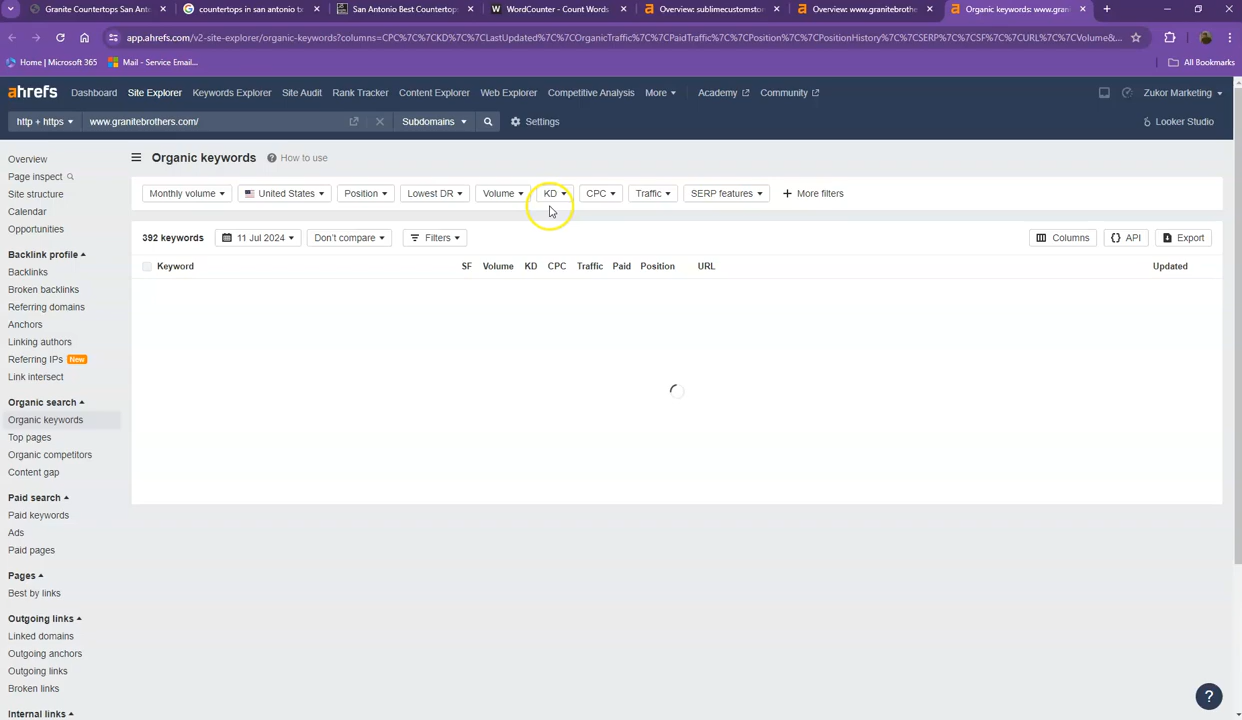 Granite Countertops San Anto
countertops in san antonio tx
San Antonio Best Countertop
WordCounter - Count Words
Overview: sublimecustomsto
Overview: www.granitebrothe
Organic keywords: www.grani
app.ahrefs.com/v2-site-explorer/organic-keywords?columns=CPC%7C%7CKD%7C%7CLastUpdated%7C%7COrganicTraffic%7C%7CPaidTraffic%7C%7CPosition%7C%7CPositionHistory%7C%7CSERP%7C%7CSF%7C%7CURL%7C%7CVolume&...
Home | Microsoft 365
Mail - Service Email...
All Bookmarks
ahrefs
Dashboard
Site Explorer
Keywords Explorer
Site Audit
Rank Tracker
Content Explorer
Web Explorer
Competitive Analysis
More
Academy
Community
Zukor Marketing
http + https
www.granitebrothers.com/
Subdomains
Settings
Looker Studio
Overview
Page inspect
Site structure
Calendar
Opportunities
Backlink profile
Backlinks
Broken backlinks
Referring domains
Anchors
Linking authors
Referring IPs New
Link intersect
Organic search
Organic keywords
Top pages
Organic competitors
Content gap
Paid search
Paid keywords
Ads
Paid pages
Pages
Best by links
Outgoing links
Linked domains
Outgoing anchors
Outgoing links
Broken links
Internal links
Organic keywords
? How to use
Monthly volume
United States
Position
Lowest DR
Volume
KD
CPC
Traffic
SERP features
+ More filters
392 keywords
11 Jul 2024
Don't compare
Filters
Columns
{} API
Export
Keyword
SF
Volume
KD
CPC
Traffic
Paid
Position
URL
Updated
?